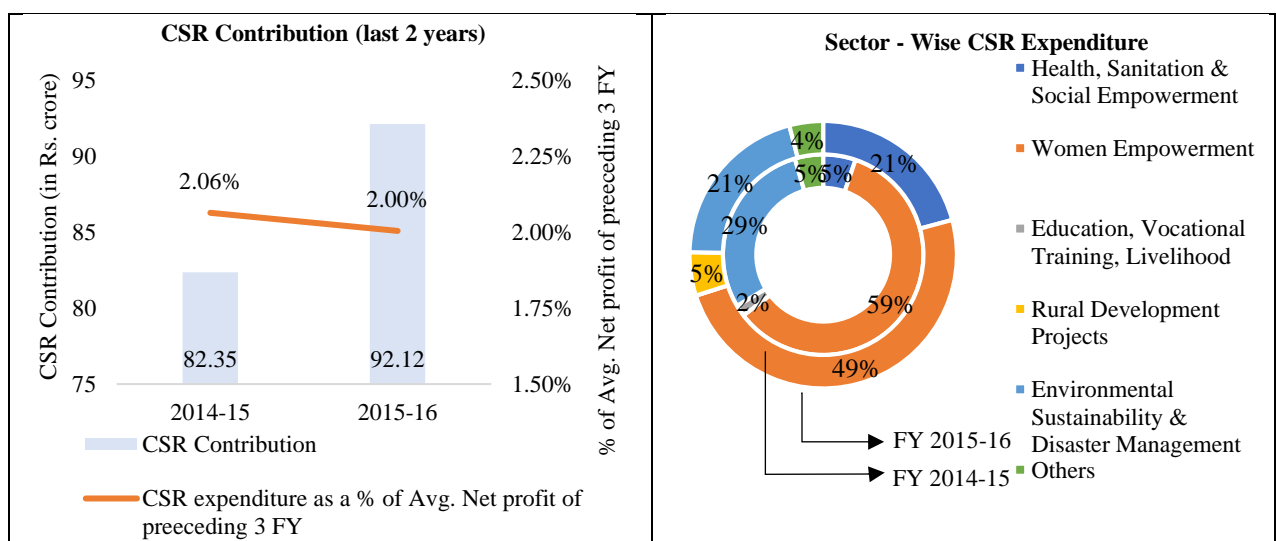 CSR Contribution (last 2 years)
CSR Contribution (in Rs. crore)
95
90
85
80
75
2.50%
2.25%
2.00%
1.75%
1.50%
% of Avg. Net profit of preeceding 3 FY
2.06%
2.00%
82.35
92.12
2014-15
2015-16
CSR Contribution
CSR expenditure as a % of Avg. Net profit of
preeceding 3 FY
Sector - Wise CSR Expenditure
4%
21%
5%
5%
21%
29%
5%
2%
59%
49%
FY 2015-16
FY 2014-15
Health, Sanitation &
Social Empowerment
Women Empowerment
Education, Vocational
Training, Livelihood
Rural Development
Projects
Environmental
Sustainability &
Disaster Management
Others